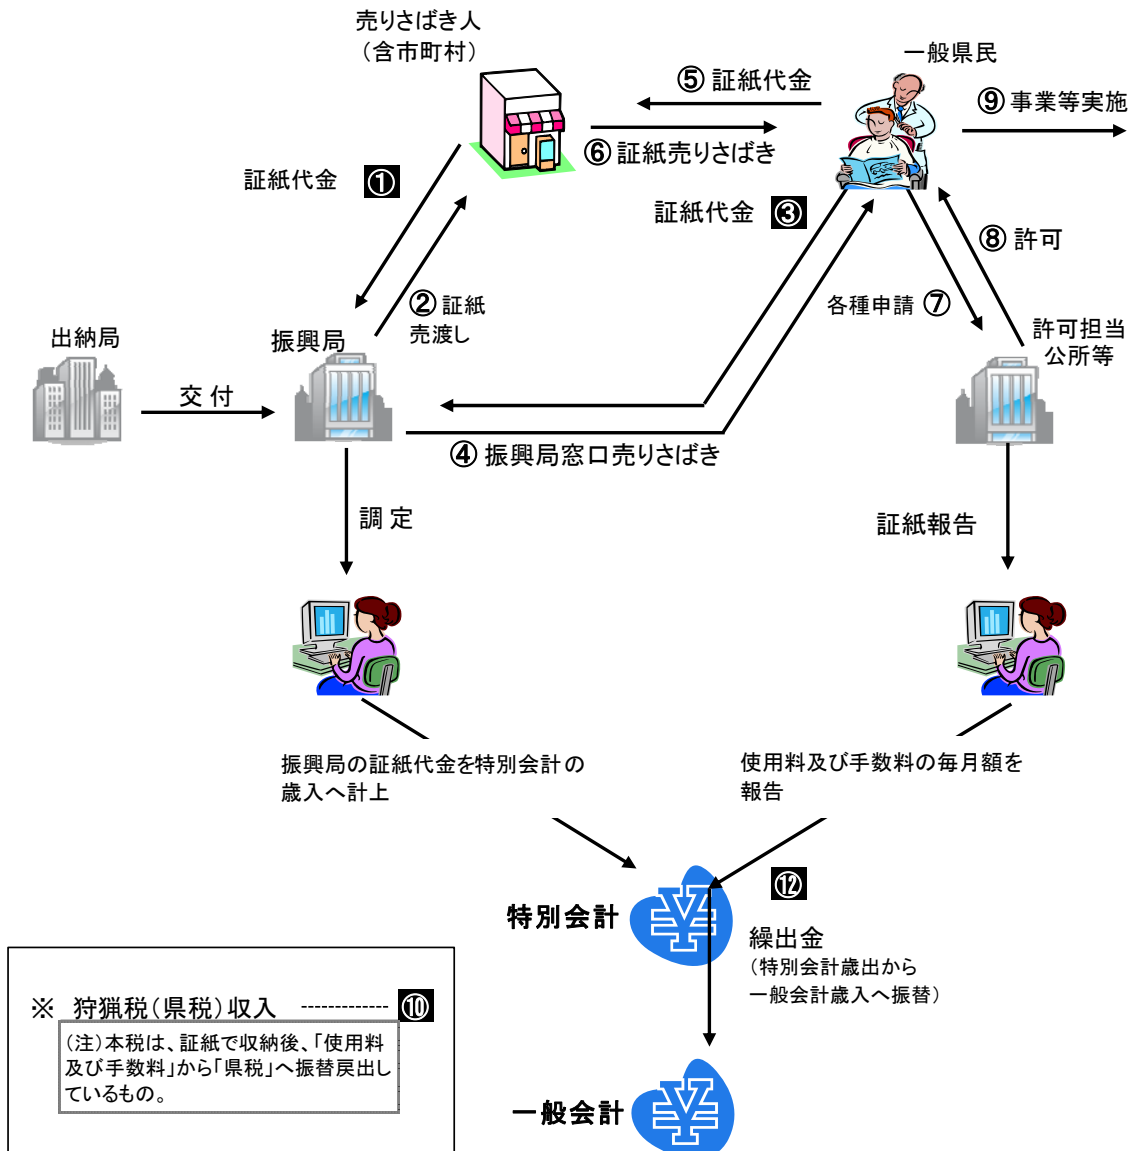 売りさばき人
（含市町村）
一般県民
⑤ 証紙代金
⑨ 事業等実施
⑥ 証紙売りさばき
証紙代金 ①
証紙代金 ③
⑧ 許可
② 証紙
売渡し
各種申請 ⑦
出納局
振興局
許可担当
公所等
交 付
④ 振興局窓口売りさばき
調 定
証紙報告
振興局の証紙代金を特別会計の
歳入へ計上
使用料及び手数料の毎月額を
報告
⑫
特別会計
繰出金
（特別会計歳出から
一般会計歳入へ振替）
※ 狩猟税（県税）収入 ------------- ⑩
（注）本税は、証紙で収納後、「使用料
及び手数料」から「県税」へ振替戻出し
ているもの。
一般会計